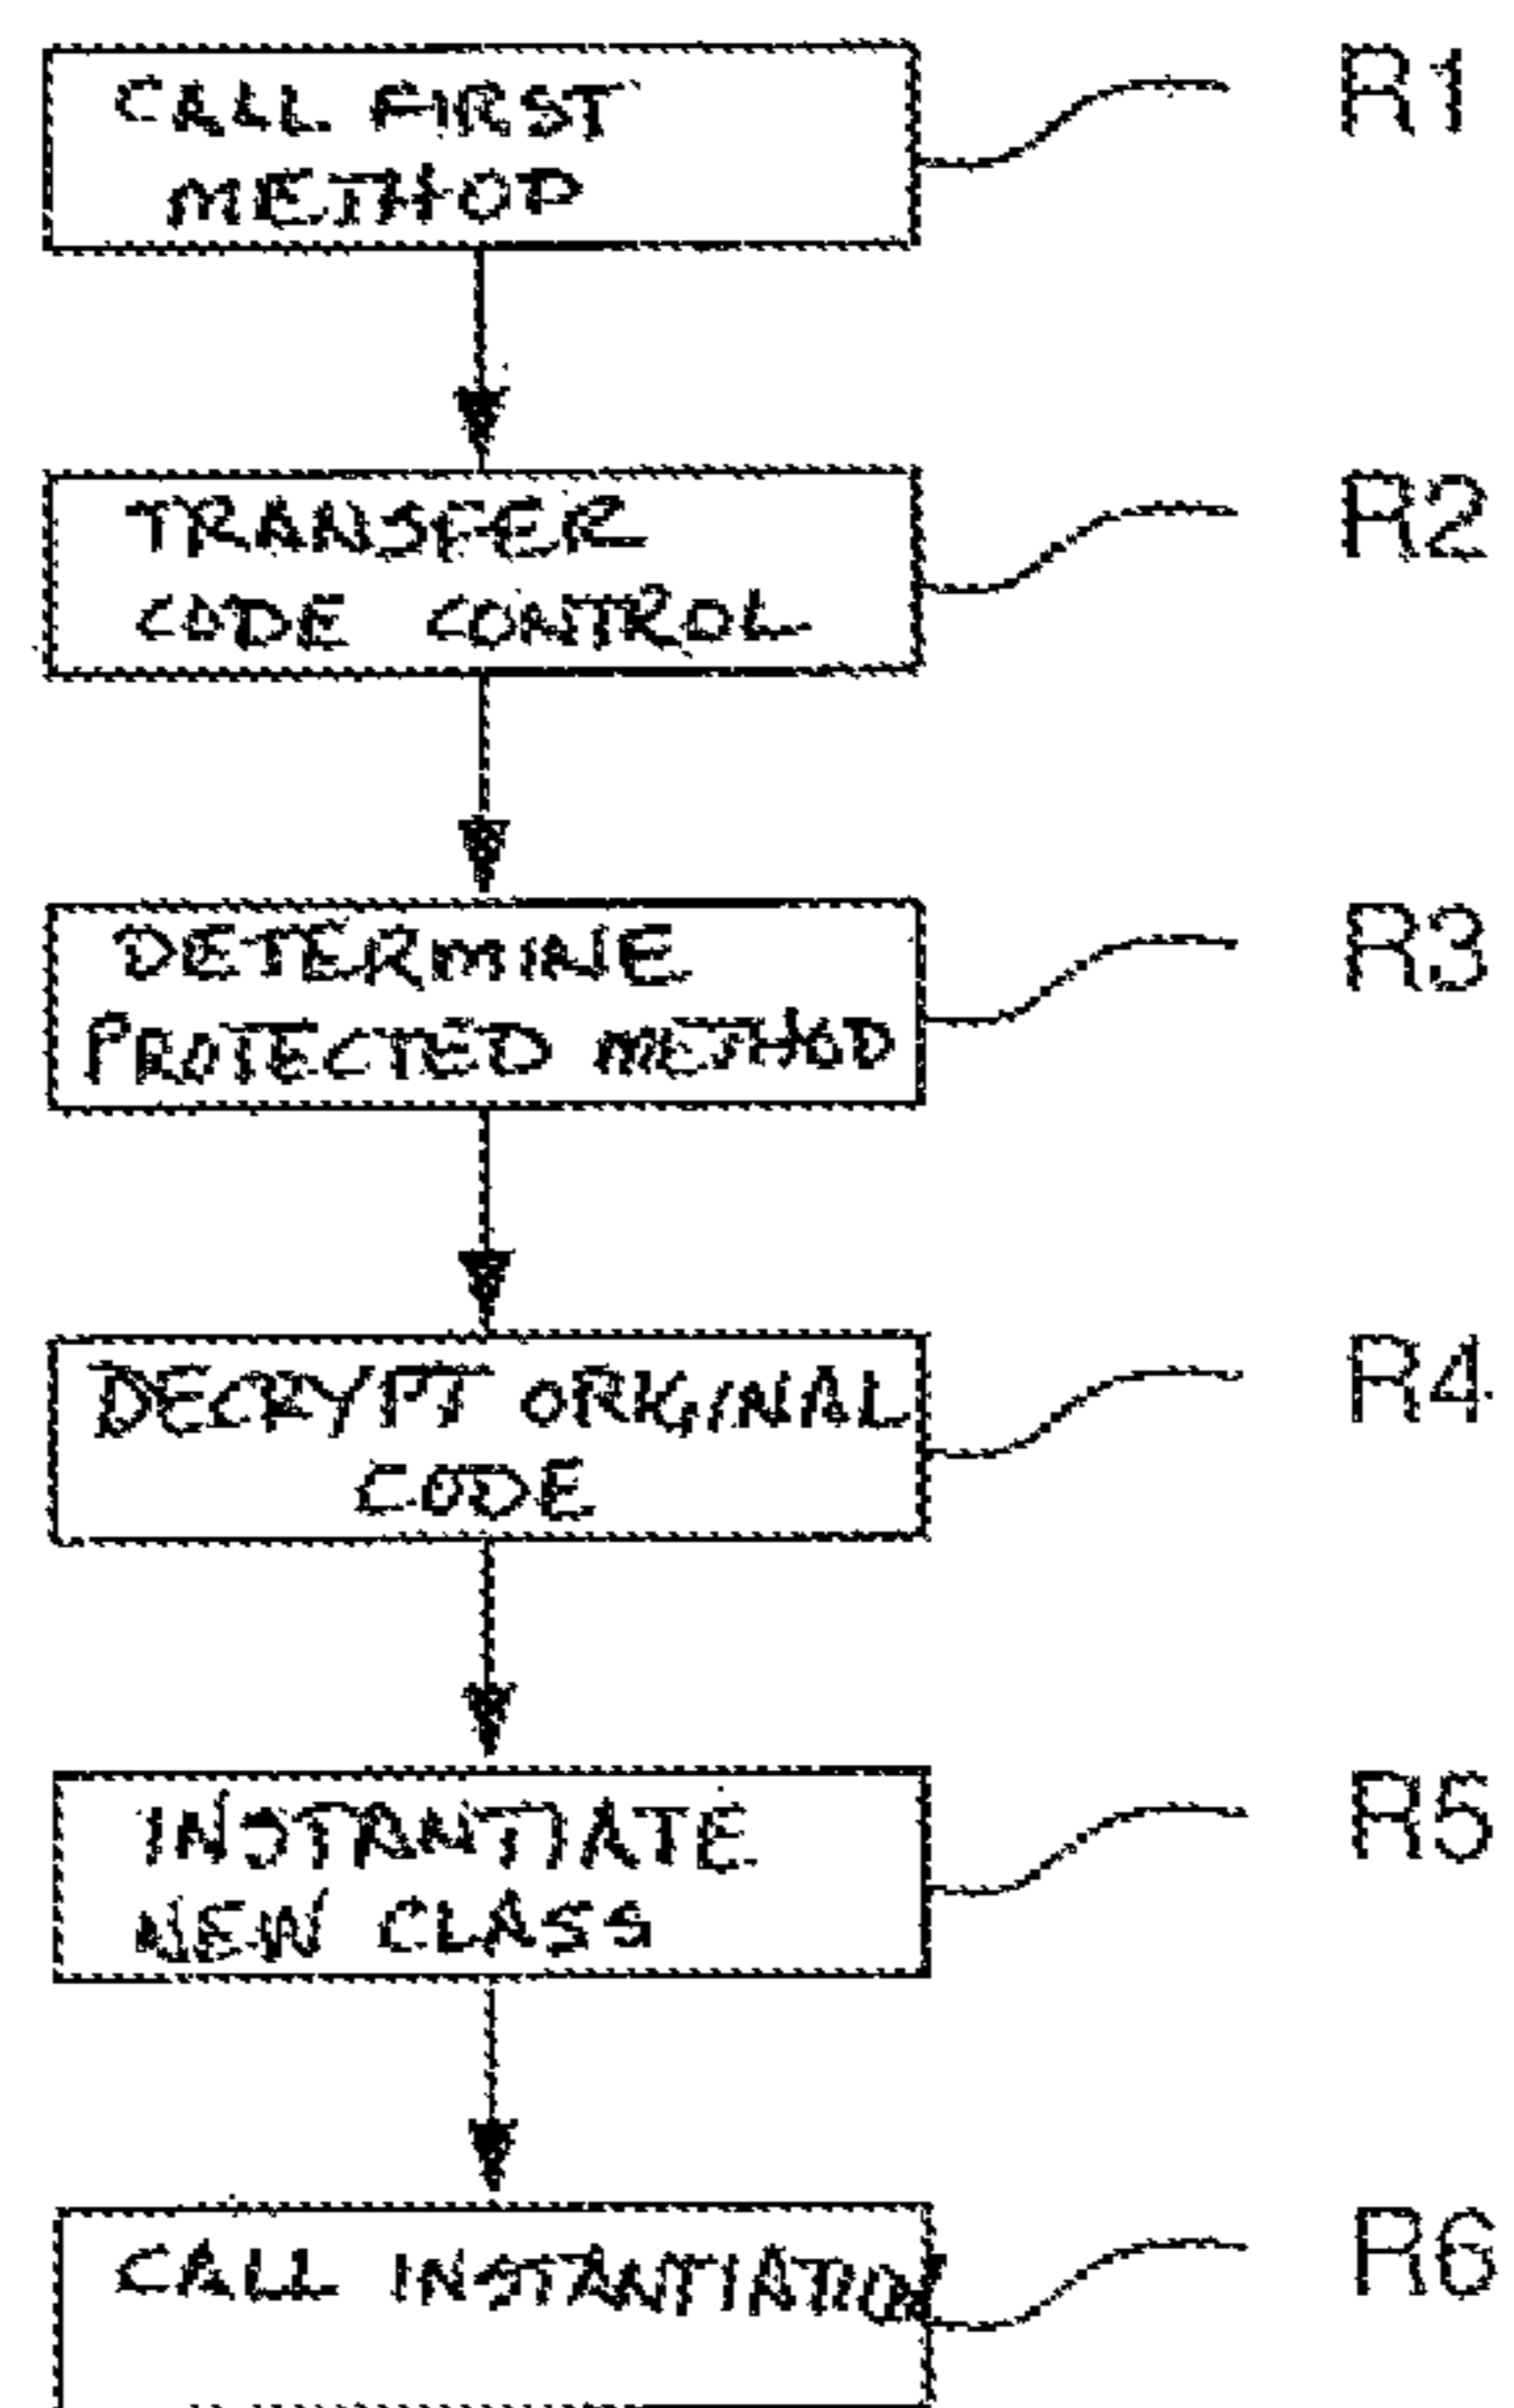 CALL FIRST
METHOD
R1
TRANSFER
CODE CONTROL
R2
DETERMINE
PROTECTED METHOD
R3
DECRYPT ORIGINAL
CODE
R4
INSTANTIATE
NEW CLASS
R5
CALL INSTANTIATION
R6